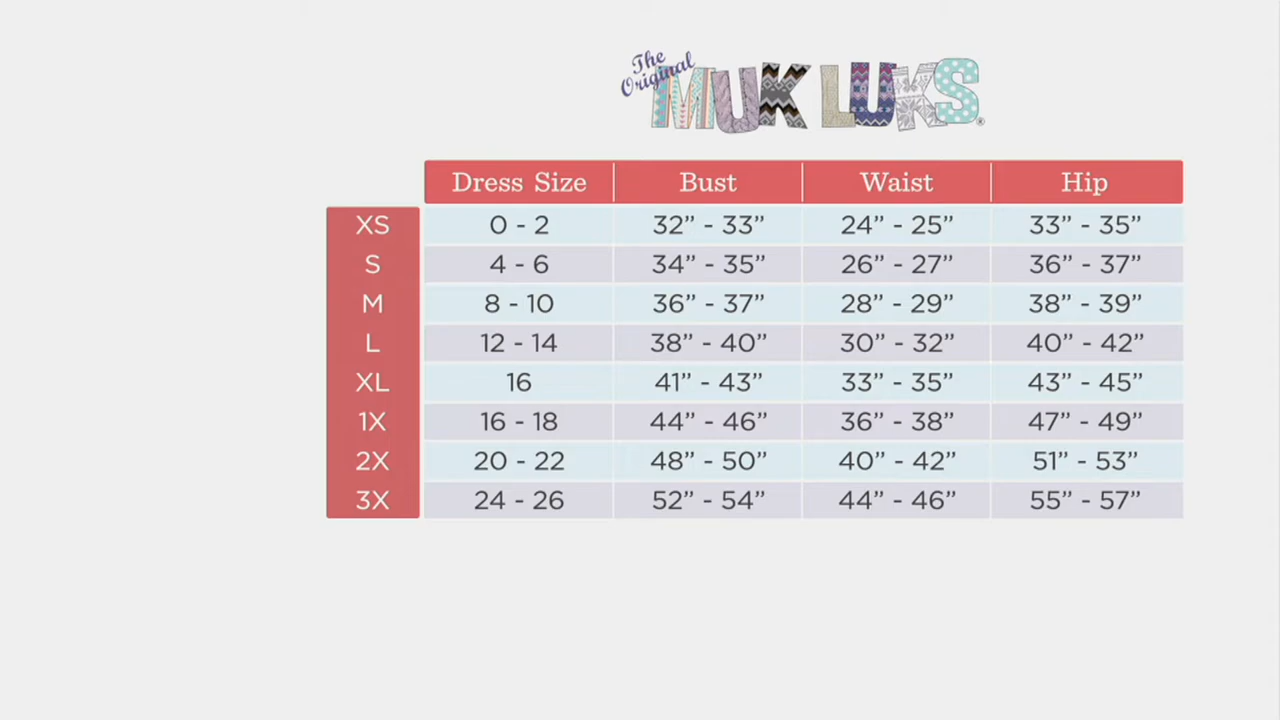 The Original MUK LUKS®
Dress Size Bust Waist Hip
XS 0 - 2 32” - 33” 24” - 25” 33” - 35”
S 4 - 6 34” - 35” 26” - 27” 36” - 37”
M 8 - 10 36” - 37” 28” - 29” 38” - 39”
L 12 - 14 38” - 40” 30” - 32” 40” - 42”
XL 16 41” - 43” 33” - 35” 43” - 45”
1X 16 - 18 44” - 46” 36” - 38” 47” - 49”
2X 20 - 22 48” - 50” 40” - 42” 51” - 53”
3X 24 - 26 52” - 54” 44” - 46” 55” - 57”